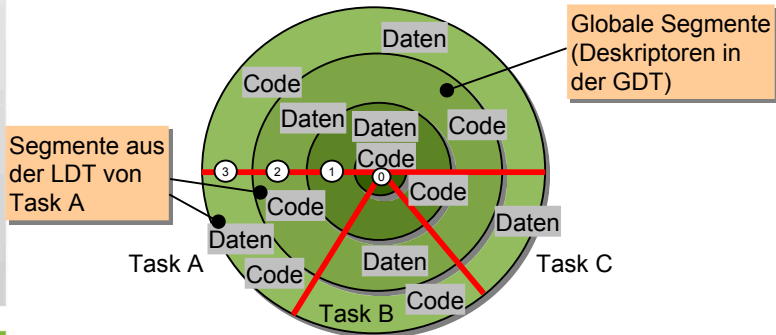 Daten
Globale Segmente
(Deskriptoren in
der GDT)
Code
Daten
Daten
Code
Code
Segmente aus
der LDT von
Task A
3
2
1
0
Code
Code
Daten
Daten
Task A
Code
Daten
Task C
Code
Task B